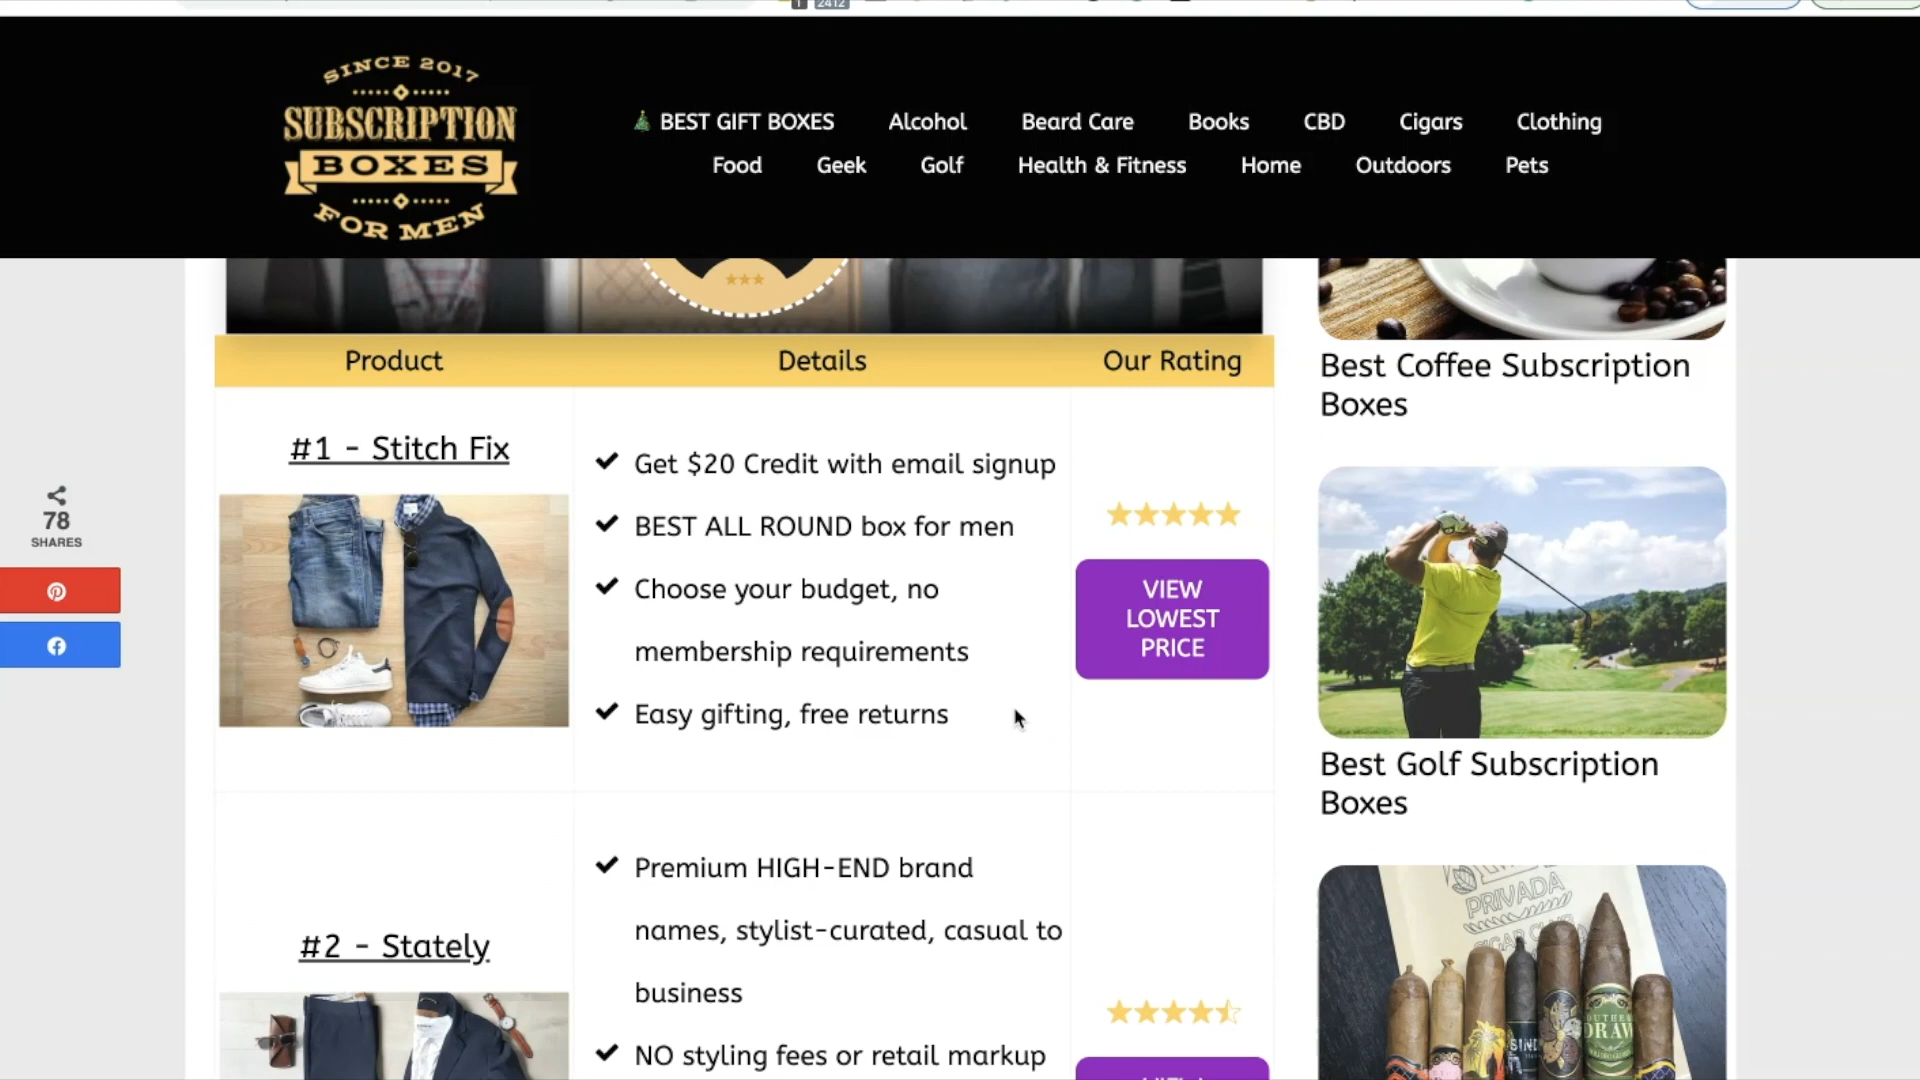 2412
SINCE 2017
SUBSCRIPTION
BOXES
FOR MEN
BEST GIFT BOXES Alcohol Beard Care Books CBD Cigars Clothing
Food Geek Golf Health & Fitness Home Outdoors Pets
Product Details Our Rating
#1 - Stitch Fix
Get $20 Credit with email signup
BEST ALL ROUND box for men
Choose your budget, no
membership requirements
Easy gifting, free returns
VIEW
LOWEST
PRICE
#2 - Stately
Premium HIGH-END brand
names, stylist-curated, casual to
business
NO styling fees or retail markup
78
SHARES
Best Coffee Subscription
Boxes
Best Golf Subscription
Boxes
PRIVADA
CIGAR CLUB
DRAW